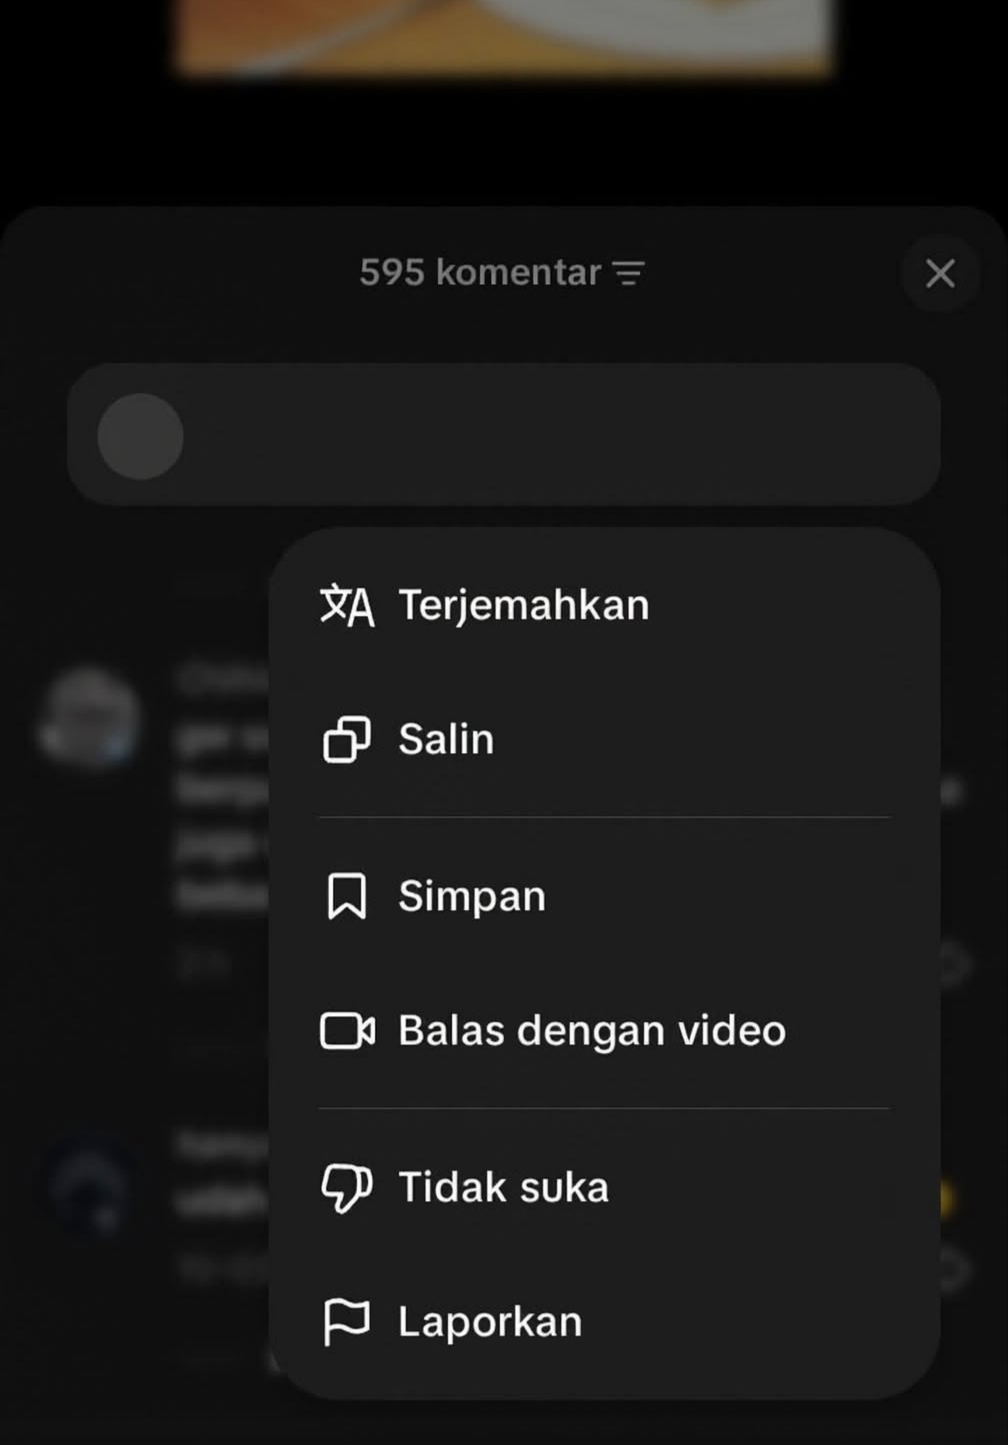 595 komentar
Terjemahkan
Salin
Simpan
Balas dengan video
Tidak suka
Laporkan